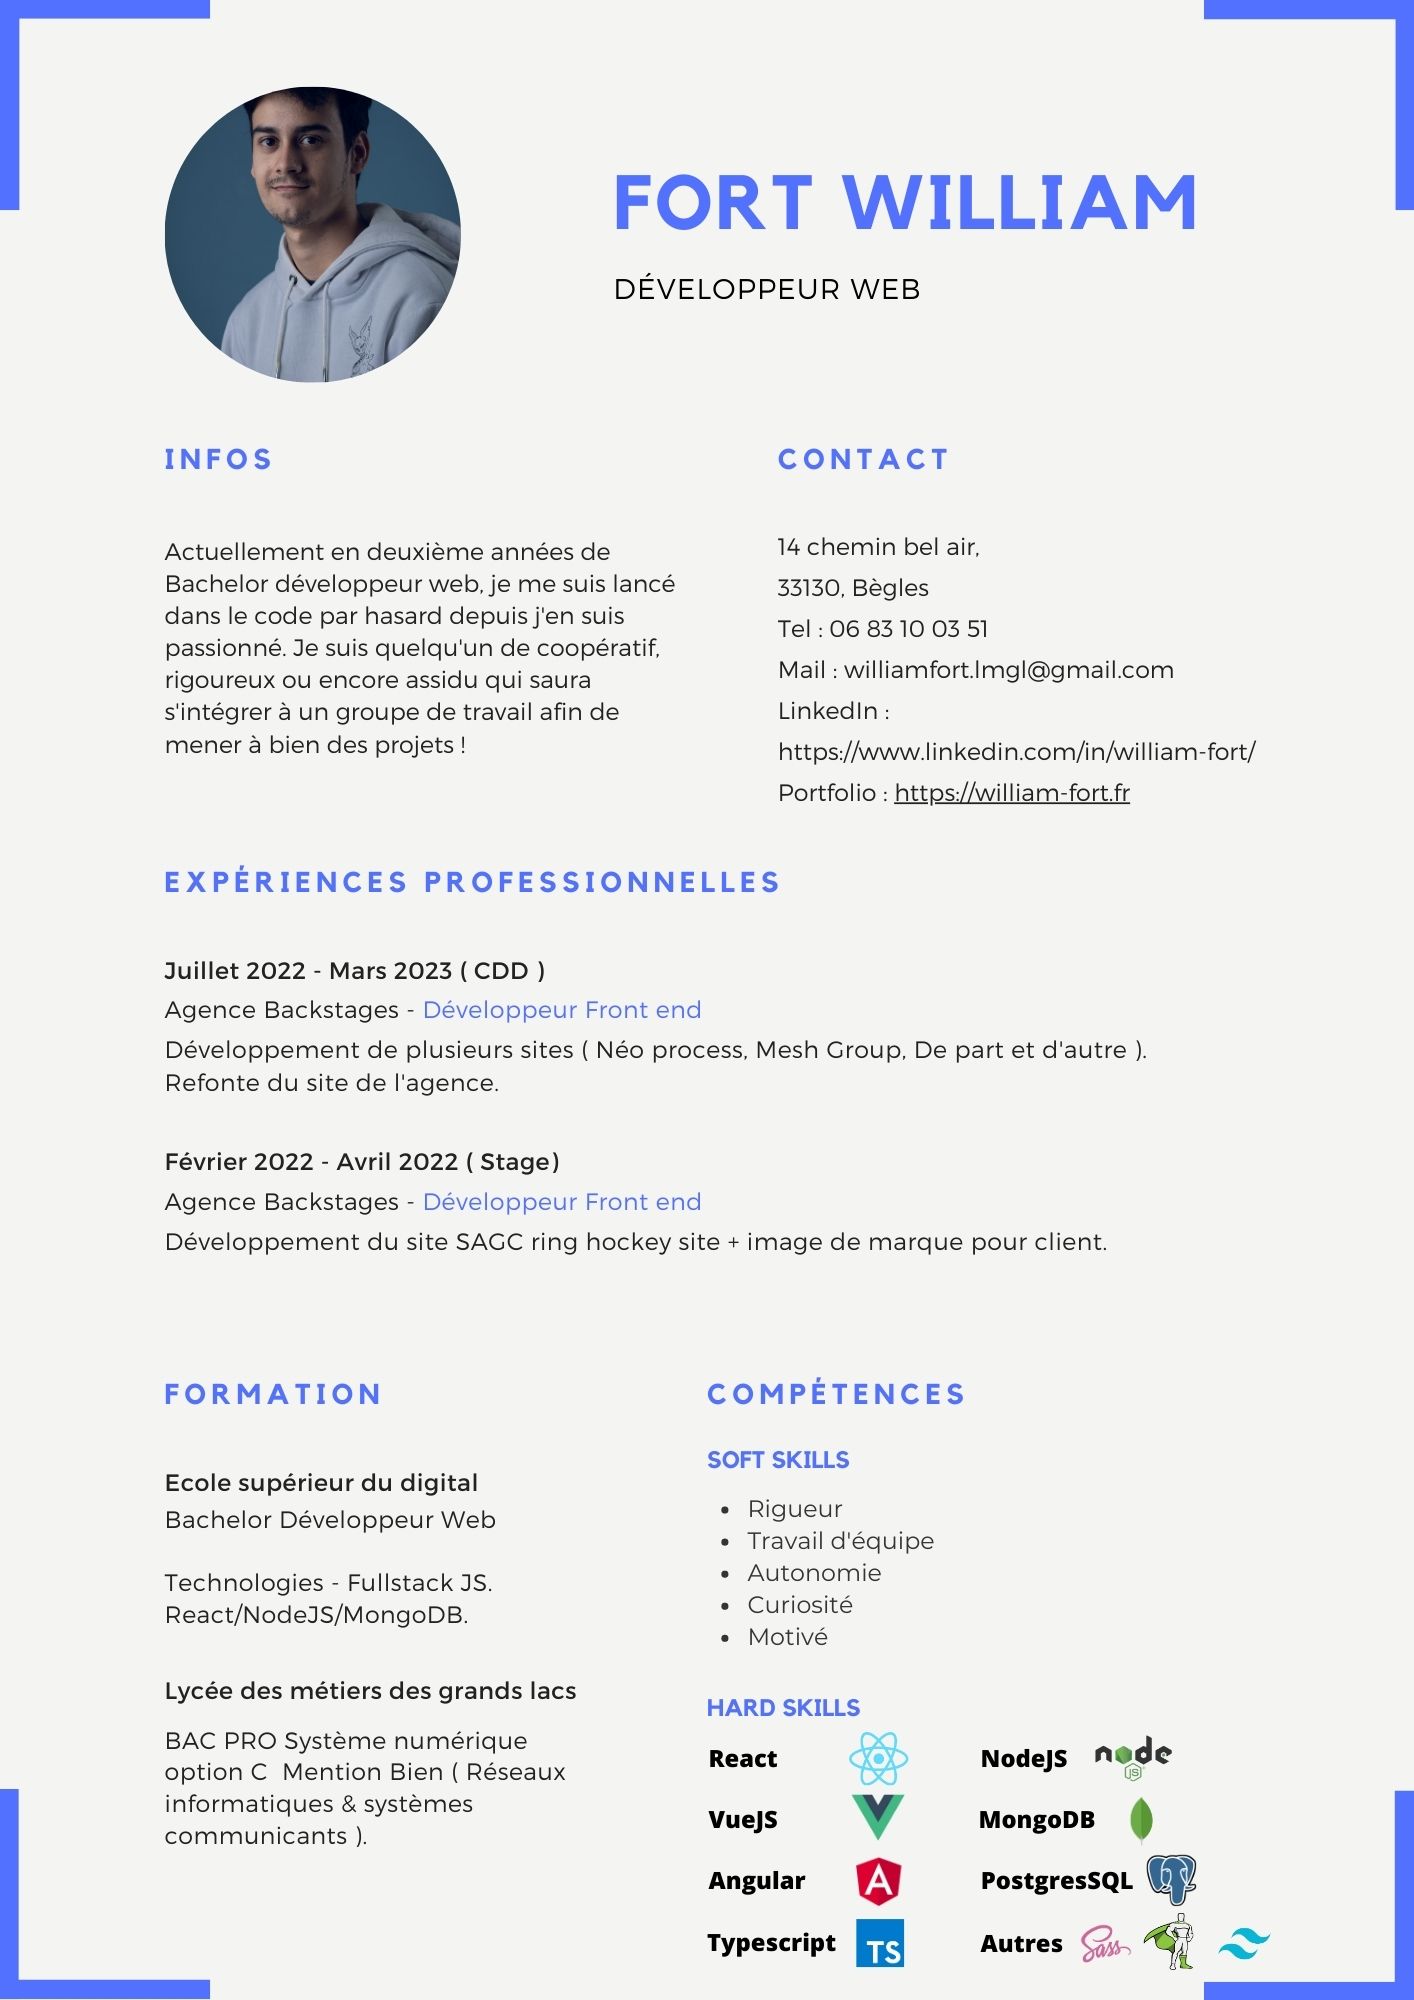 FORT WILLIAM
DÉVELOPPEUR WEB
INFOS
Actuellement en deuxième années de
Bachelor développeur web, je me suis lancé
dans le code par hasard depuis j'en suis
passionné. Je suis quelqu'un de coopératif,
rigoureux ou encore assidu qui saura
s'intégrer à un groupe de travail afin de
mener à bien des projets !
CONTACT
14 chemin bel air,
33130, Bègles
Tel : 06 83 10 03 51
Mail : williamfort.lmgl@gmail.com
LinkedIn :
https://www.linkedin.com/in/william-fort/
Portfolio : https://william-fort.fr
EXPÉRIENCES PROFESSIONNELLES
Juillet 2022 - Mars 2023 ( CDD )
Agence Backstages - Développeur Front end
Développement de plusieurs sites ( Néo process, Mesh Group, De part et d'autre ).
Refonte du site de l'agence.
Février 2022 - Avril 2022 ( Stage)
Agence Backstages - Développeur Front end
Développement du site SAGC ring hockey site + image de marque pour client.
FORMATION
Ecole supérieur du digital
Bachelor Développeur Web
Technologies - Fullstack JS.
React/NodeJS/MongoDB.
Lycée des métiers des grands lacs
BAC PRO Système numérique
option C Mention Bien ( Réseaux
informatiques & systèmes
communicants ).
COMPÉTENCES
SOFT SKILLS
• Rigueur
• Travail d'équipe
• Autonomie
• Curiosité
• Motivé
HARD SKILLS
React
NodeJS node JS
VueJS
MongoDB
Angular A
PostgresSQL
Typescript TS
Autres Sass